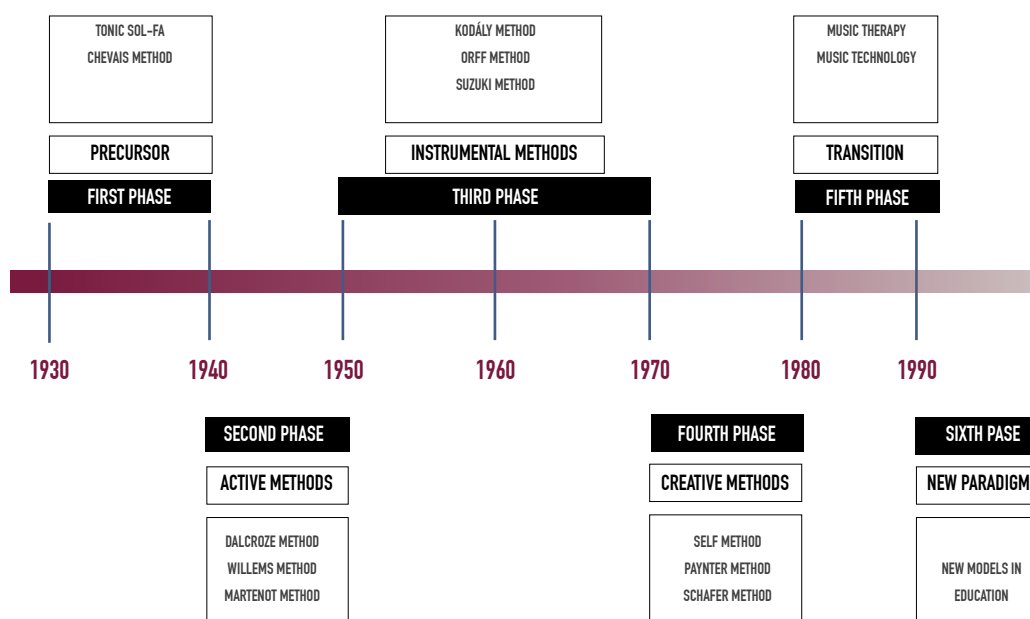 TONIC SOL-FA
CHEVAIS METHOD
PRECURSOR
FIRST PHASE
KODÁLY METHOD
ORFF METHOD
SUZUKI METHOD
INSTRUMENTAL METHODS
THIRD PHASE
MUSIC THERAPY
MUSIC TECHNOLOGY
TRANSITION
FIFTH PHASE
1930
1940
1950
1960
1970
1980
1990
SECOND PHASE
ACTIVE METHODS
DALCROZE METHOD
WILLEMS METHOD
MARTENOT METHOD
FOURTH PHASE
CREATIVE METHODS
SELF METHOD
PAYNTER METHOD
SCHAFER METHOD
SIXTH PASE
NEW PARADIGM
NEW MODELS IN
EDUCATION